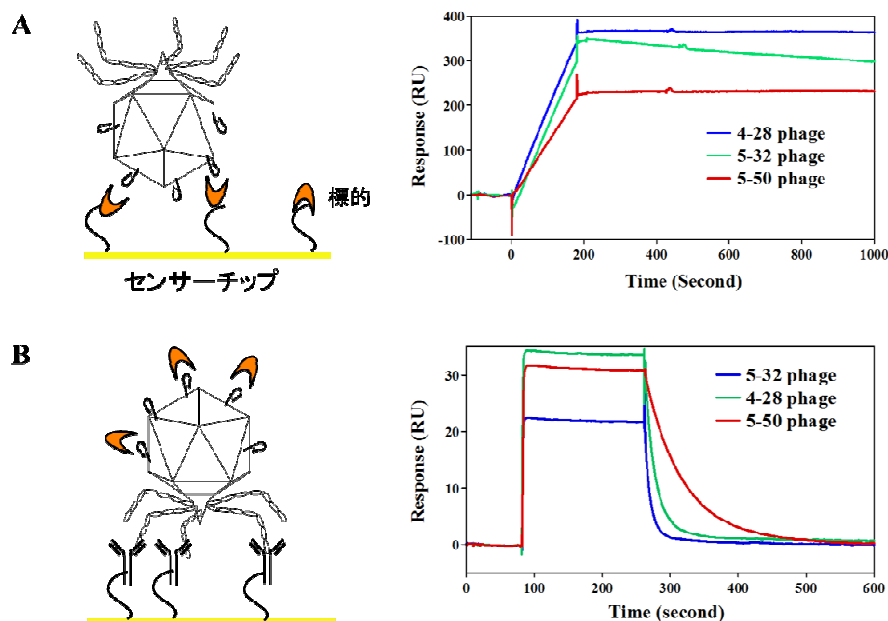 A
標的
センサーチップ
400
300
200
100
0
-100
Response (RU)
4-28 phage
5-32 phage
5-50 phage
0 200 400 600 800 1000
Time (Second)
B
30
20
10
0
Response (RU)
5-32 phage
4-28 phage
5-50 phage
0 100 200 300 400 500 600
Time (second)